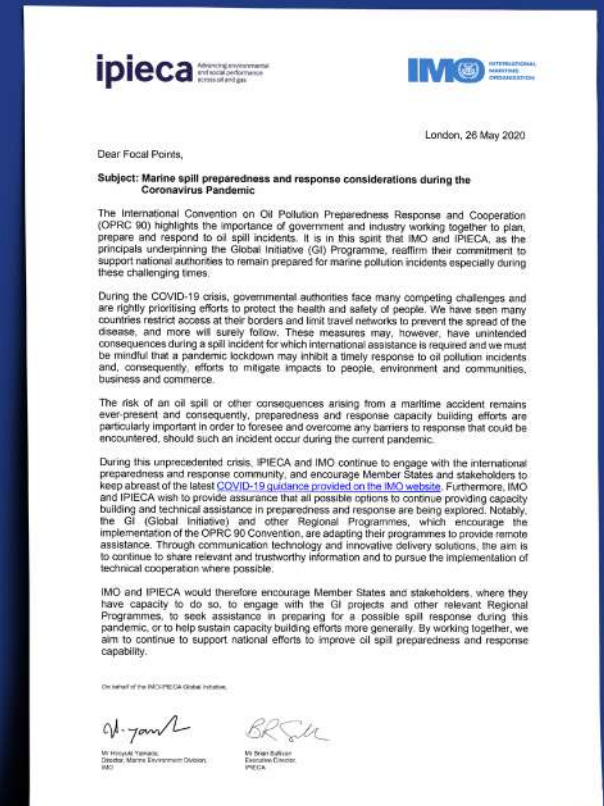 ipieca
Advancing environmental
and social performance
across oil and gas
IMO
INTERNATIONAL
MARITIME
ORGANIZATION
London, 26 May 2020
Dear Focal Points,
Subject: Marine spill preparedness and response considerations during the
Coronavirus Pandemic
The International Convention on Oil Pollution Preparedness Response and Cooperation
(OPRC 90) highlights the importance of government and industry working together to plan,
prepare and respond to oil spill incidents. It is in this spirit that IMO and IPIECA, as the
principals underpinning the Global Initiative (GI) Programme, reaffirm their commitment to
support national authorities to remain prepared for marine pollution incidents especially during
these challenging times.
During the COVID-19 crisis, governmental authorities face many competing challenges and
are rightly prioritising efforts to protect the health and safety of people. We have seen many
countries restrict access at their borders and limit travel networks to prevent the spread of the
disease, and more will surely follow. These measures may, however, have unintended
consequences during a spill incident for which international assistance is required and we must
be mindful that a pandemic lockdown may inhibit a timely response to oil pollution incidents
and, consequently, efforts to mitigate impacts to people, environment and communities,
business and commerce.
The risk of an oil spill or other consequences arising from a maritime accident remains
ever-present and consequently, preparedness and response capacity building efforts are
particularly important in order to foresee and overcome any barriers to response that could be
encountered, should such an incident occur during the current pandemic.
During this unprecedented crisis, IPIECA and IMO continue to engage with the international
preparedness and response community, and encourage Member States and stakeholders to
keep abreast of the latest COVID-19 guidance provided on the IMO website. Furthermore, IMO
and IPIECA wish to provide assurance that all possible options to continue providing capacity
building and technical assistance in preparedness and response are being explored. Notably,
the GI (Global Initiative) and other Regional Programmes, which encourage the
implementation of the OPRC 90 Convention, are adapting their programmes to provide remote
assistance. Through communication technology and innovative delivery solutions, the aim is
to continue to share relevant and trustworthy information and to pursue the implementation of
technical cooperation where possible.
IMO and IPIECA would therefore encourage Member States and stakeholders, where they
have capacity to do so, to engage with the GI projects and other relevant Regional
Programmes, to seek assistance in preparing for a possible spill response during this
pandemic, or to help sustain capacity building efforts more generally. By working together, we
aim to continue to support national efforts to improve oil spill preparedness and response
capability.
On behalf of the IMO/IPIECA Global Initiative,
Mr Hiroyuki Yamada, Mr Brian Sullivan
Director, Marine Environment Division, Executive Director,
IMO IPIECA